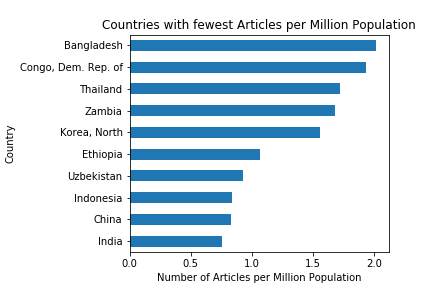 Countries with fewest Articles per Million Population
Bangladesh
Congo, Dem. Rep. of
Thailand
Zambia
Korea, North
Ethiopia
Uzbekistan
Indonesia
China
India
Country
0.0 0.5 1.0 1.5 2.0
Number of Articles per Million Population